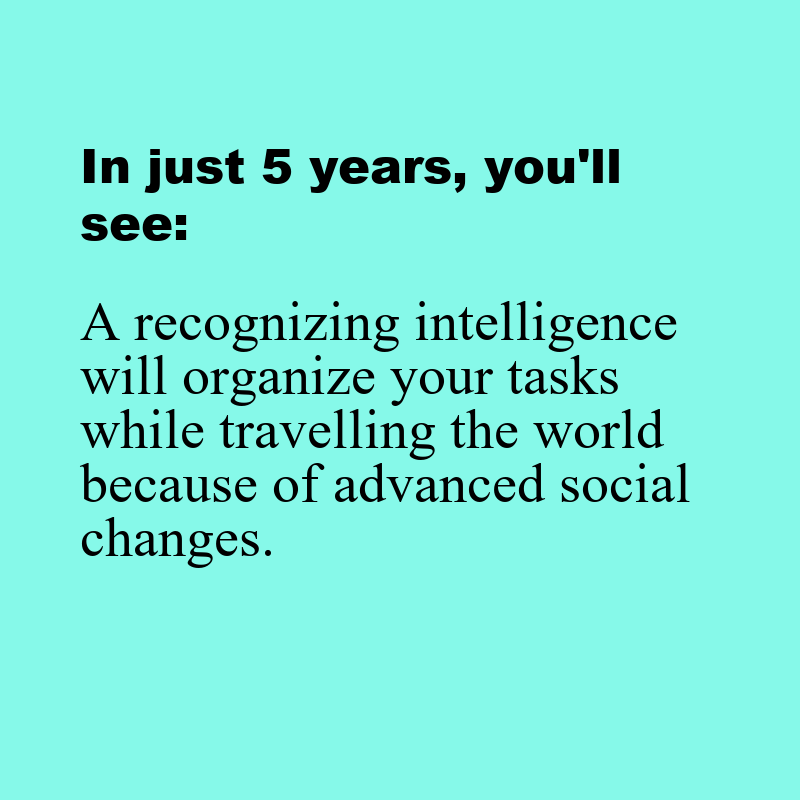 In just 5 years, you'll
see:
A recognizing intelligence
will organize your tasks
while travelling the world
because of advanced social
changes.